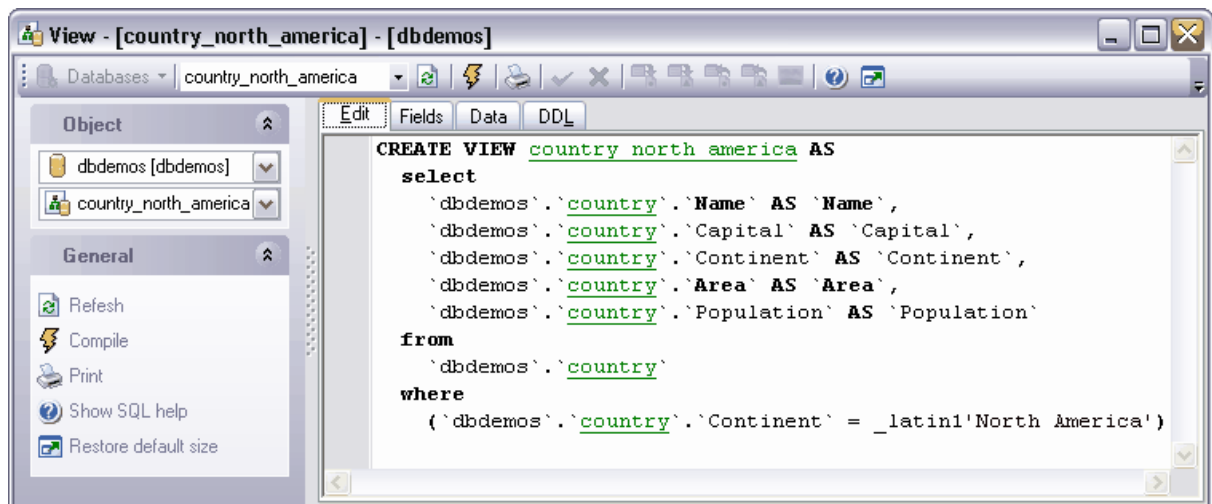 View - [country_north_america] - [dbdemos]
Databases country_north_america
Object
dbdemos [dbdemos]
country_north_america
General
Refesh
Compile
Print
Show SQL help
Restore default size
Edit Fields Data DDL
CREATE VIEW country_north_america AS
select
`dbdemos`.`country`.`Name` AS `Name`,
`dbdemos`.`country`.`Capital` AS `Capital`,
`dbdemos`.`country`.`Continent` AS `Continent`,
`dbdemos`.`country`.`Area` AS `Area`,
`dbdemos`.`country`.`Population` AS `Population`
from
`dbdemos`.`country`
where
(`dbdemos`.`country`.`Continent` = _latin1'North America')